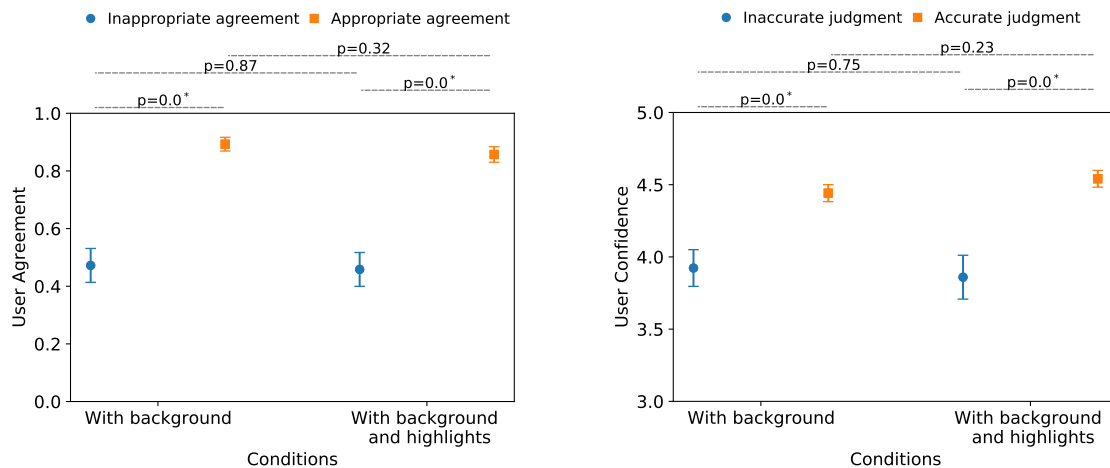 Inappropriate agreement Appropriate agreement
p=0.32
p=0.87
p=0.0*
p=0.0*
1.0
0.8
0.6
0.4
0.2
0.0
User Agreement
With background
With background
and highlights
Conditions
Inaccurate judgment Accurate judgment
p=0.23
p=0.75
p=0.0*
p=0.0*
5.0
4.5
4.0
3.5
3.0
User Confidence
With background
With background
and highlights
Conditions